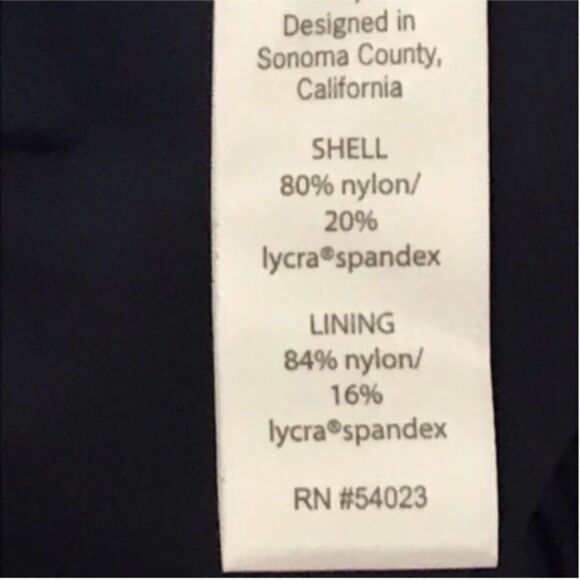 Designed in
Sonoma County,
California
SHELL
80% nylon/
20%
lycra®spandex
LINING
84% nylon/
16%
lycra®spandex
RN #54023